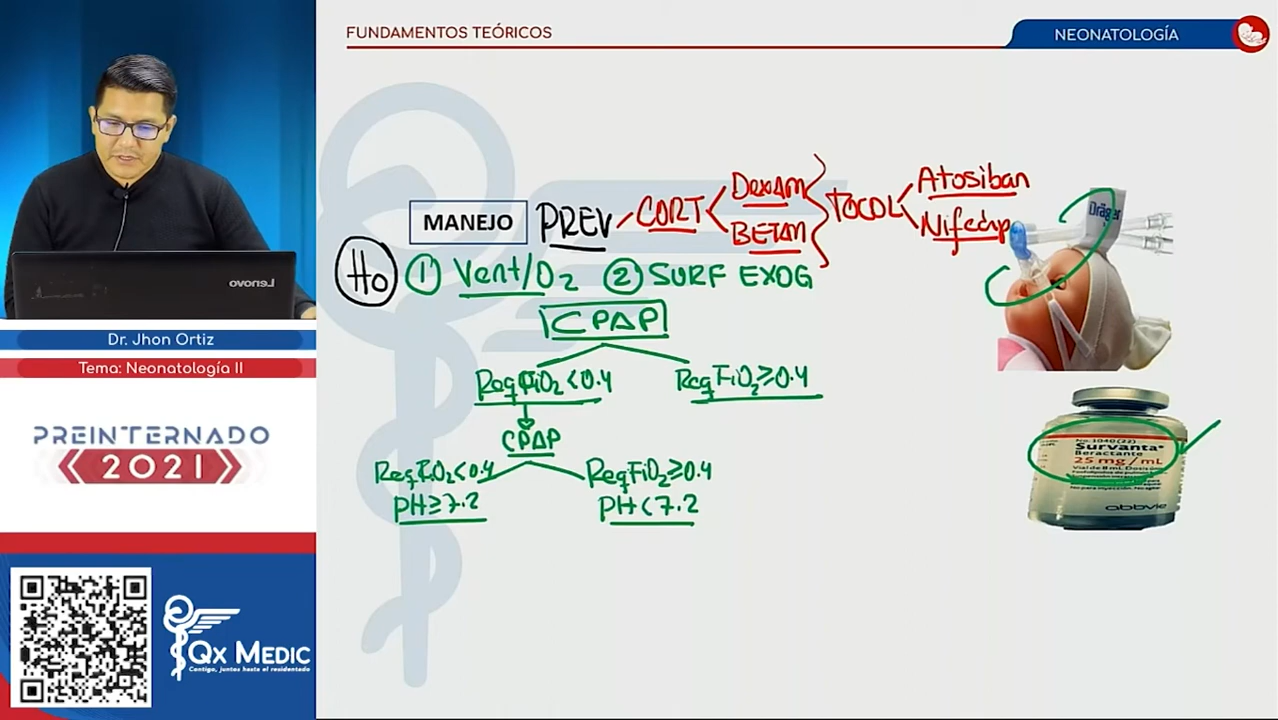 FUNDAMENTOS TEÓRICOS
NEONATOLOGÍA
MANEJO
PREV
CORT
DEXAM
BETAM
TOCOL
Atosiban
Nifedip
Dräger
Ho
① Vent/O2 ② SURF EXOG
CPAP
Req FiO2 <0.4
Req FiO2 ≥0.4
CPAP
Req FiO2 <0.4
PH ≥ 7.2
Req FiO2 ≥0.4
PH < 7.2
Survanta
Beractante
25 mg/mL
abbvie
Lenovo
Dr. Jhon Ortiz
Tema: Neonatología II
PREINTERNADO
2021
QX MEDIC
Contigo, juntos hasta el residentado